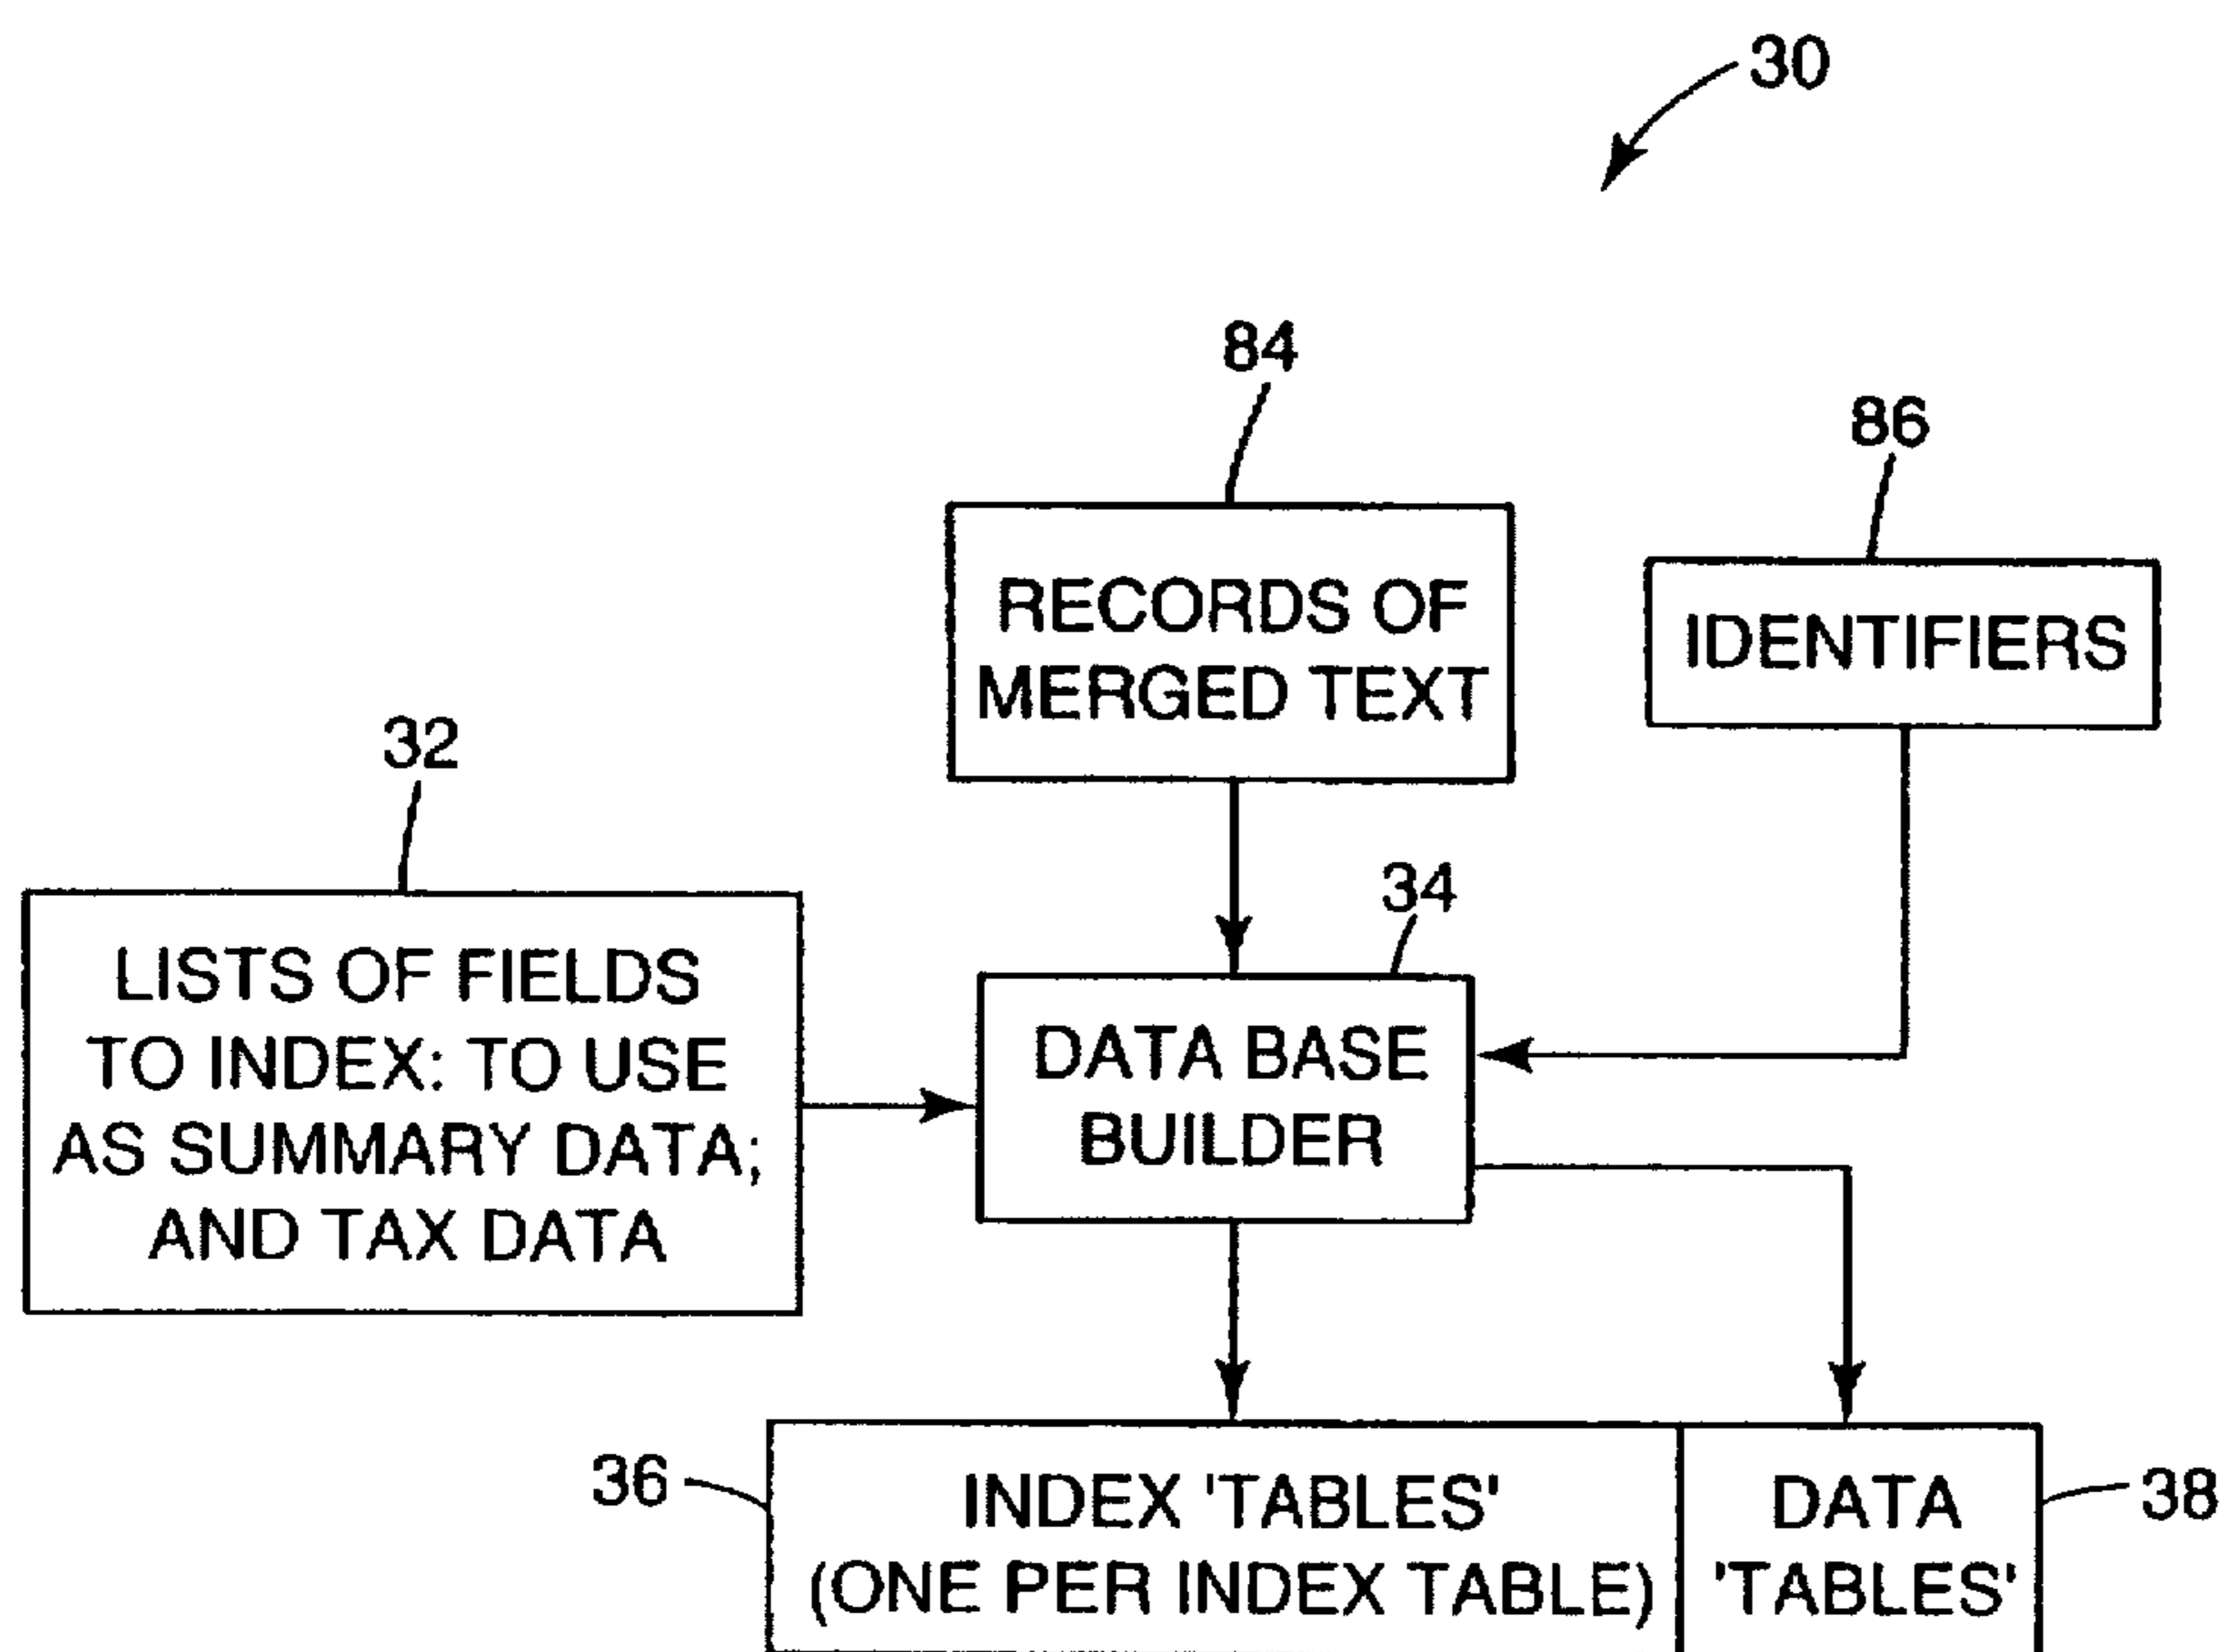 30
84
RECORDS OF
MERGED TEXT
86
IDENTIFIERS
32
LISTS OF FIELDS
TO INDEX: TO USE
AS SUMMARY DATA;
AND TAX DATA
34
DATA BASE
BUILDER
36
INDEX 'TABLES'
(ONE PER INDEX TABLE)
DATA
'TABLES'
38